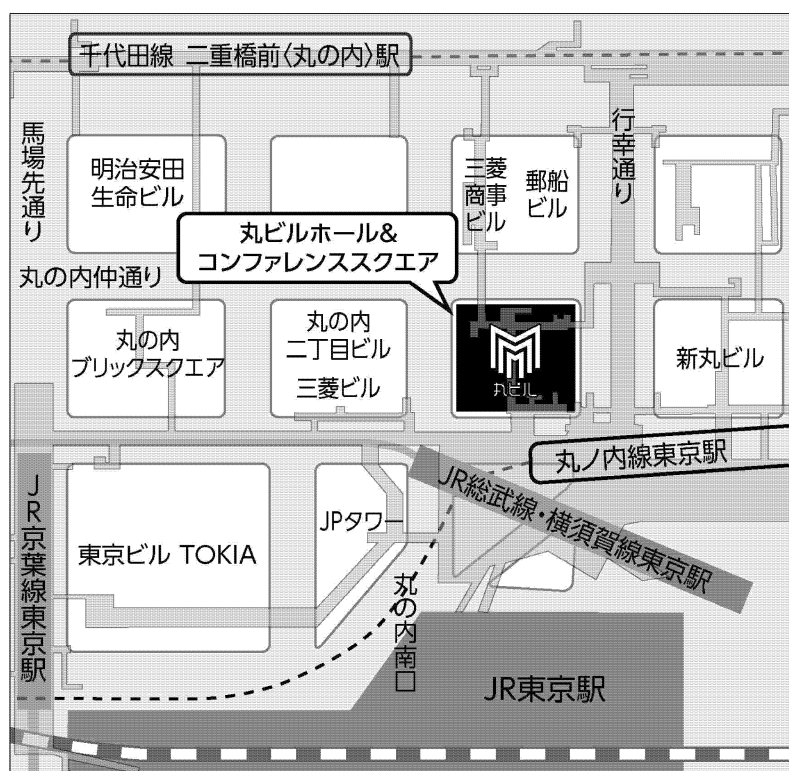 千代田線 二重橋前〈丸の内〉駅
馬場先通り
明治安田
生命ビル
三菱
商事
ビル
郵船
ビル
行幸通り
丸ビルホール&
コンファレンススクエア
丸の内仲通り
丸の内
ブリックスクエア
丸の内
二丁目ビル
三菱ビル
丸ビル
新丸ビル
丸ノ内線東京駅
JR総武線・横須賀線東京駅
JR京葉線東京駅
東京ビル TOKIA
JPタワー
丸の内南口
JR東京駅